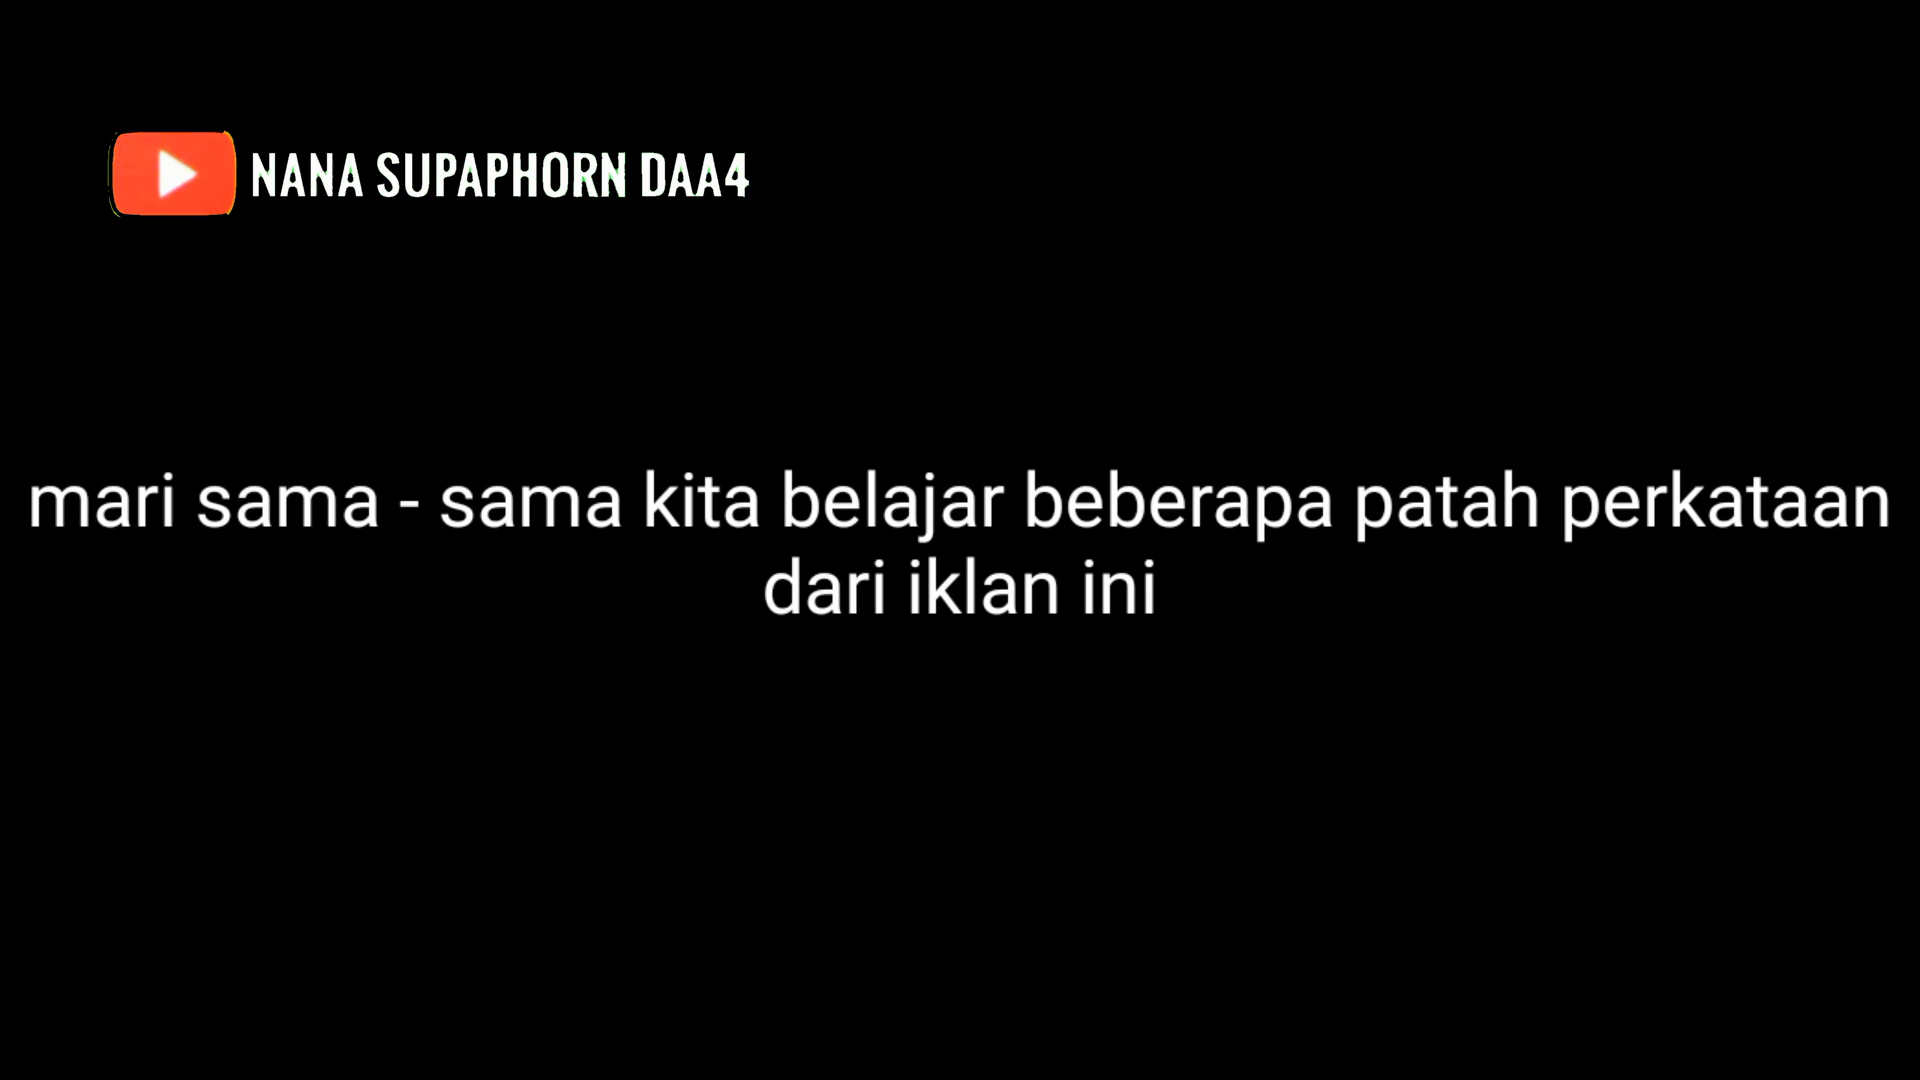 NANA SUPAPHORN DAA4
mari sama - sama kita belajar beberapa patah perkataan
dari iklan ini